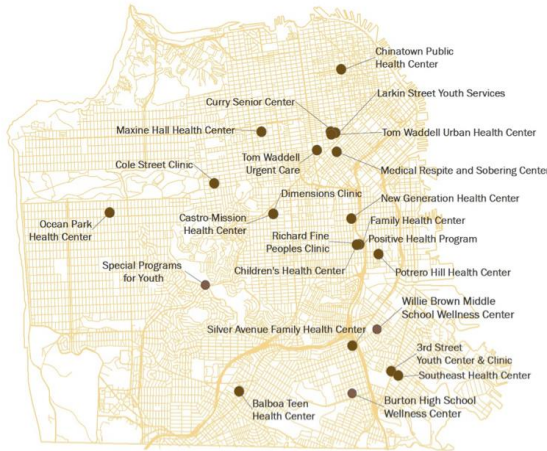 Chinatown Public
Health Center
Curry Senior Center
Larkin Street Youth Services
Maxine Hall Health Center
Tom Waddell Urban Health Center
Tom Waddell
Urgent Care
Medical Respite and Sobering Center
Cole Street Clinic
Dimensions Clinic
Castro-Mission
Health Center
New Generation Health Center
Ocean Park
Health Center
Family Health Center
Richard Fine
Peoples Clinic
Positive Health Program
Children's Health Center
Potrero Hill Health Center
Special Programs
for Youth
Willie Brown Middle
School Wellness Center
Silver Avenue Family Health Center
3rd Street
Youth Center & Clinic
Southeast Health Center
Balboa Teen
Health Center
Burton High School
Wellness Center